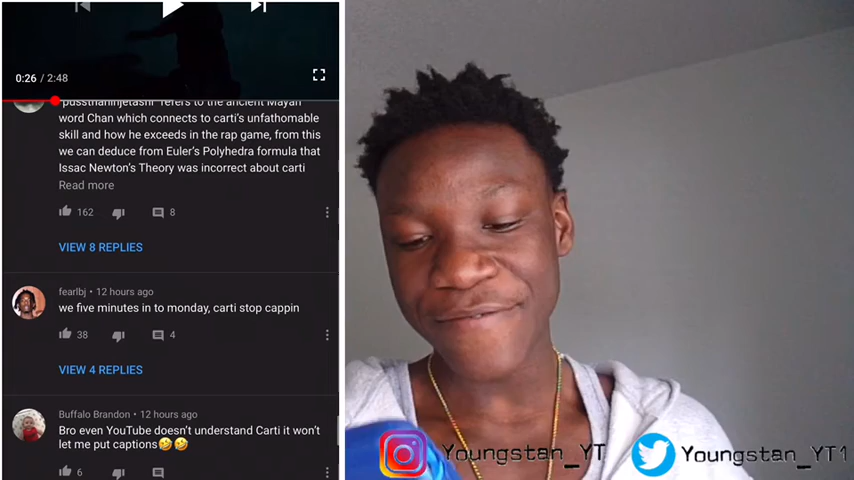 0:26 / 2:48
refers to the ancient Mayan
word Chan which connects to carti's unfathomable
skill and how he exceeds in the rap game, from this
we can deduce from Euler's Polyhedra formula that
Issac Newton's Theory was incorrect about carti
Read more
162 8
VIEW 8 REPLIES
fearlbj • 12 hours ago
we five minutes in to monday, carti stop cappin
38 4
VIEW 4 REPLIES
Buffalo Brandon • 12 hours ago
Bro even YouTube doesn't understand Carti it won't
let me put captions🤣🤣
6
Youngstan_YT
Youngstan_YT1